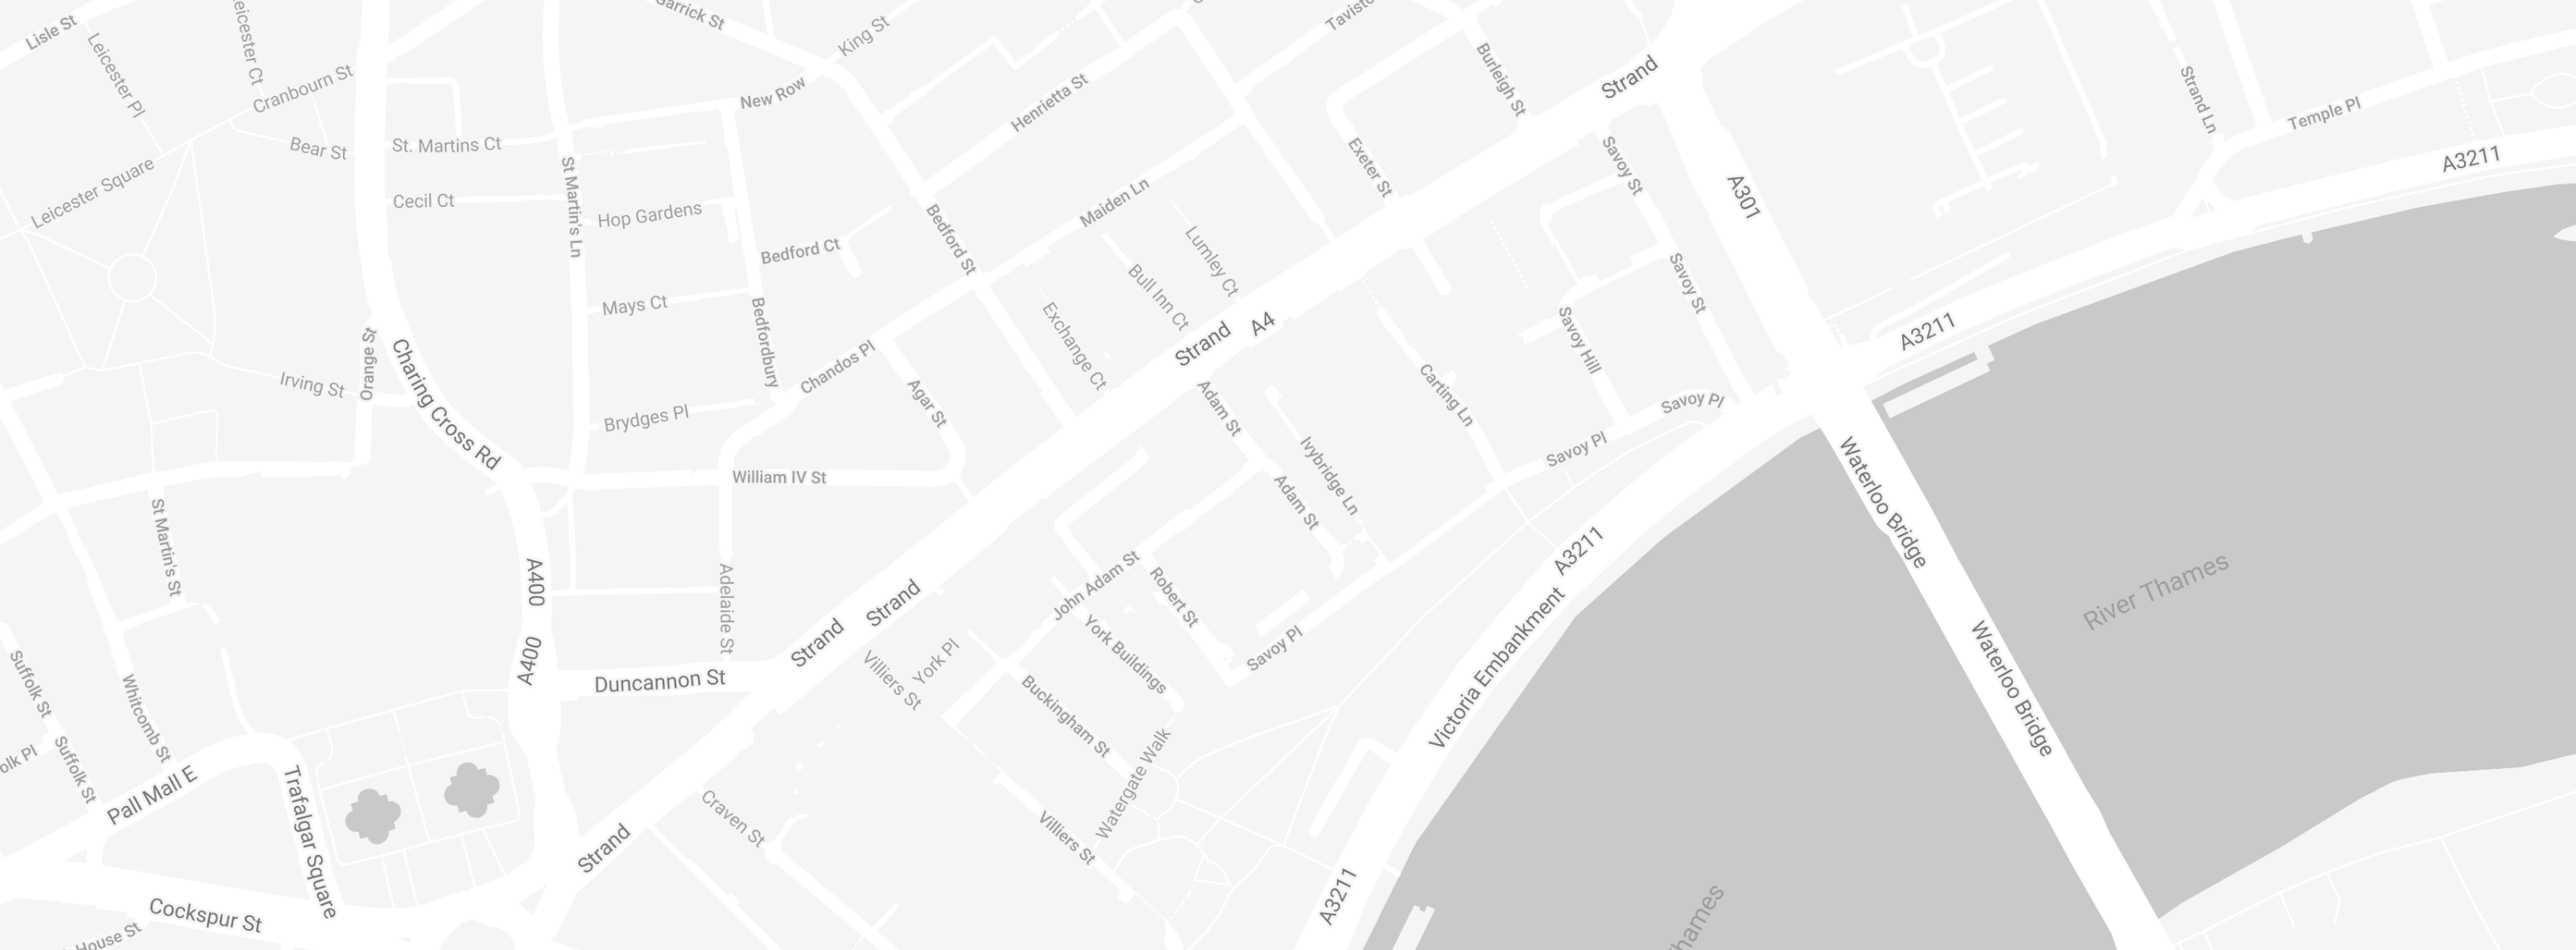 Lisle St
Leicester Pl
eicester Ct
Cranbourn St
Garrick St
King St
New Row
Henrietta St
Burleigh St
Strand
Strand Ln
Temple Pl
A3211
Bear St
St. Martins Ct
Leicester Square
Cecil Ct
St Martin's Ln
Hop Gardens
Bedford Ct
Bedford St
Maiden Ln
Lumley Ct
Exeter St
Savoy St
A301
Mays Ct
Bedfordbury
Bull Inn Ct
Exchange Ct
Savoy St
Orange St
Charing Cross Rd
Irving St
Brydges Pl
Chandos Pl
Agar St
Strand
A4
Adam St
Carting Ln
Savoy Hill
Savoy Pl
A3211
William IV St
Ivybridge Ln
Adam St
Savoy Pl
Waterloo Bridge
St Martin's St
A400
Adelaide St
Strand
John Adam St
Robert St
A3211
River Thames
A400
Strand
Villiers St
York Pl
York Buildings
Savoy Pl
Victoria Embankment
Waterloo Bridge
Suffolk St
Whitcomb St
Duncannon St
Buckingham St
Watergate Walk
olk Pl
Suffolk St
Pall Mall E
Trafalgar Square
Strand
Craven St
Villiers St
A3211
Cockspur St
House St
hames